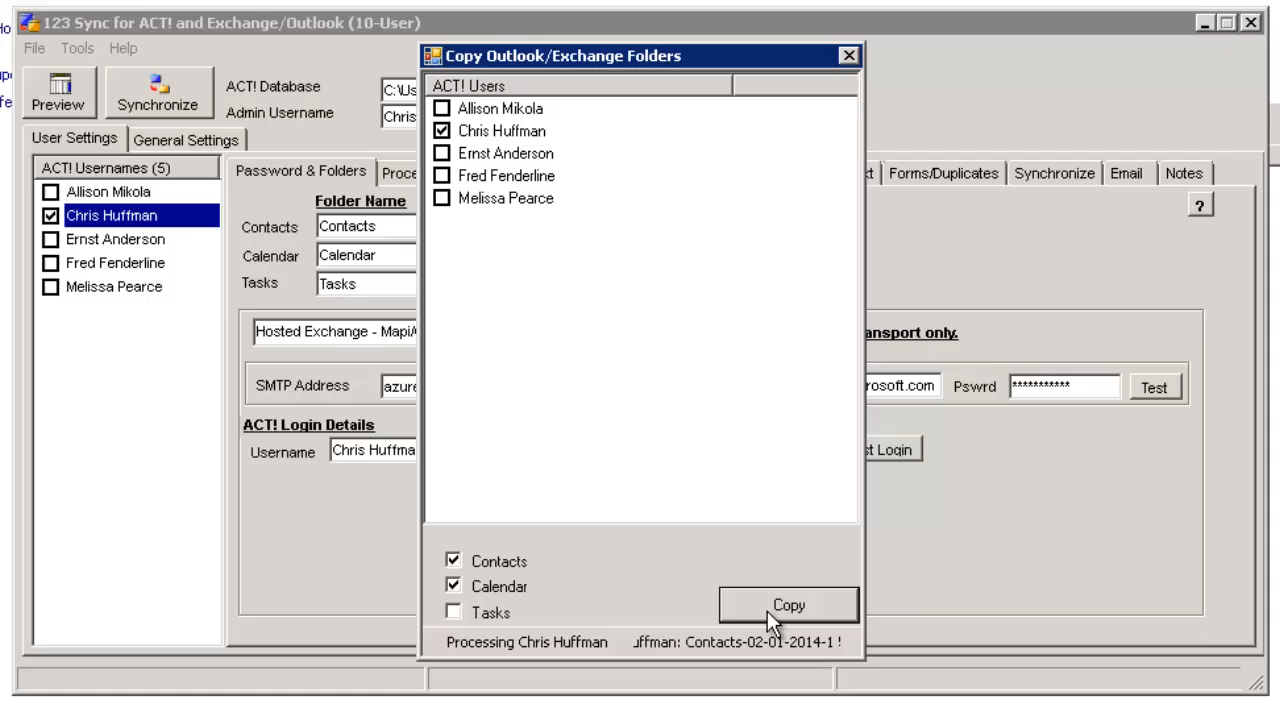 123 Sync for ACT! and Exchange/Outlook (10-User)
File Tools Help
Preview
Synchronize
ACT! Database
C:\Us
Admin Username
Chris
User Settings
General Settings
ACT! Usernames (5)
Allison Mikola
Chris Huffman
Ernst Anderson
Fred Fenderline
Melissa Pearce
Password & Folders
Proce
Forms/Duplicates
Synchronize
Email
Notes
?
Folder Name
Contacts
Contacts
Calendar
Calendar
Tasks
Tasks
Hosted Exchange - Mapi/
ansport only.
SMTP Address
azure
rosoft.com
Pswrd
***********
Test
ACT! Login Details
Username
Chris Huffma
st Login
Copy Outlook/Exchange Folders
ACT! Users
Allison Mikola
Chris Huffman
Ernst Anderson
Fred Fenderline
Melissa Pearce
Contacts
Calendar
Tasks
Copy
Processing Chris Huffman
uffman: Contacts-02-01-2014-1